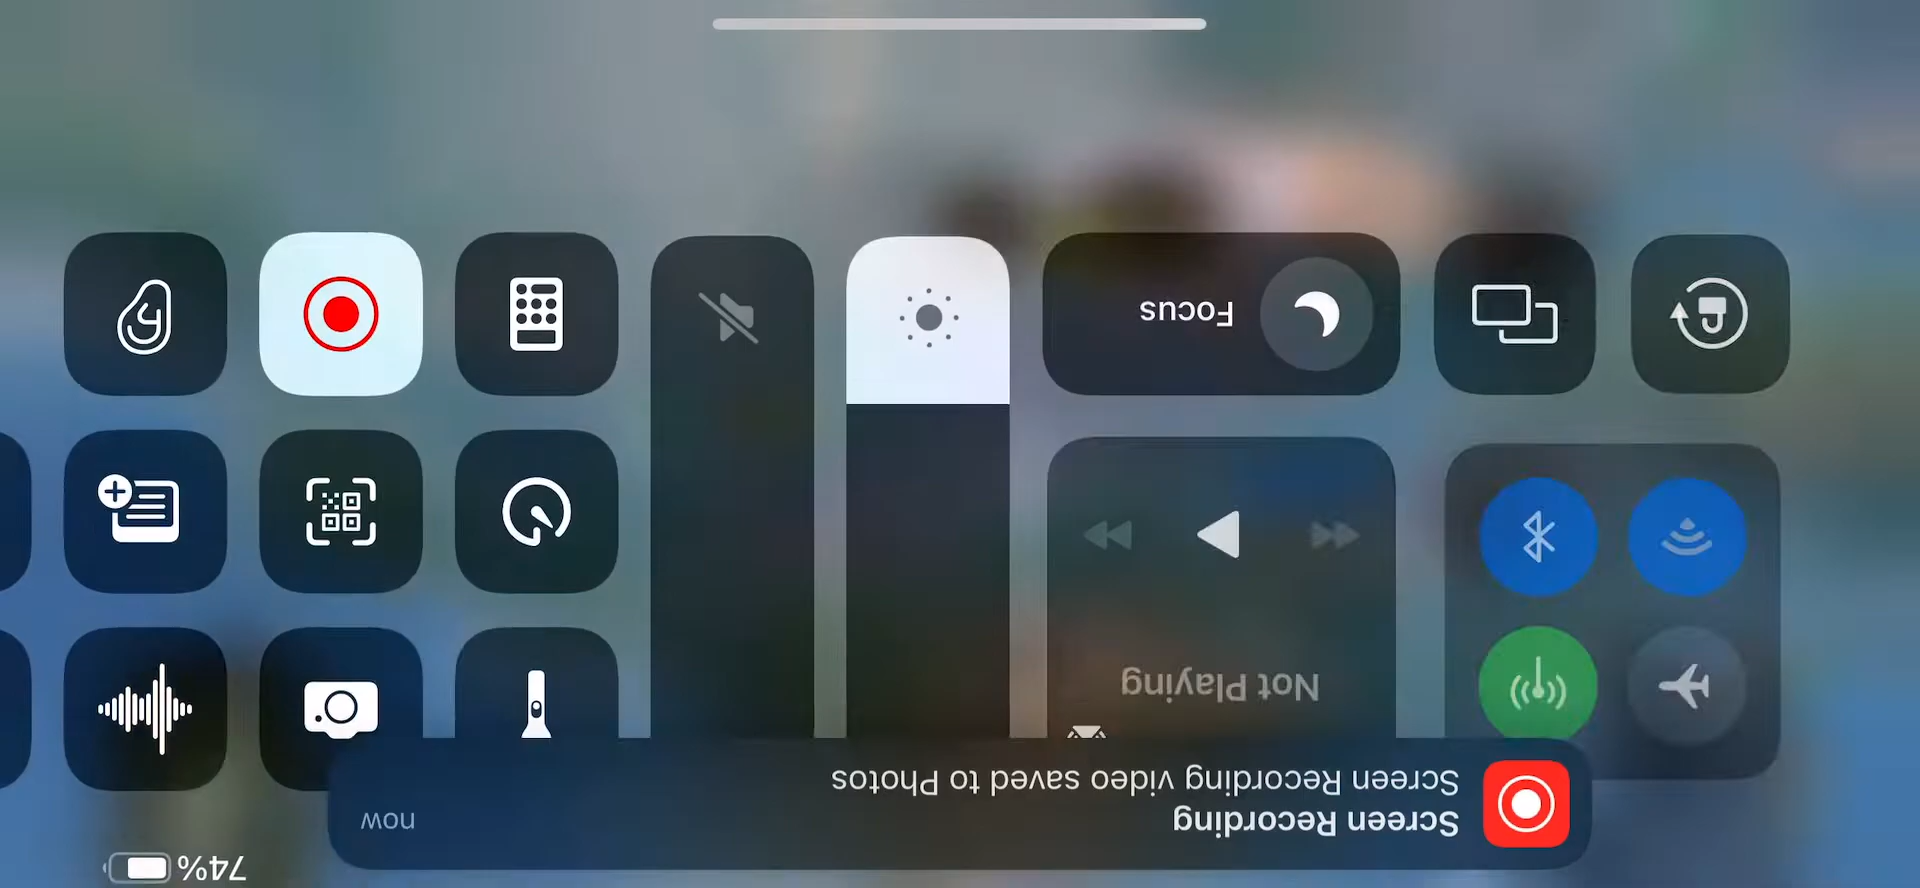 74%
Screen Recording
now
Screen Recording video saved to Photos
Not Playing
Focus